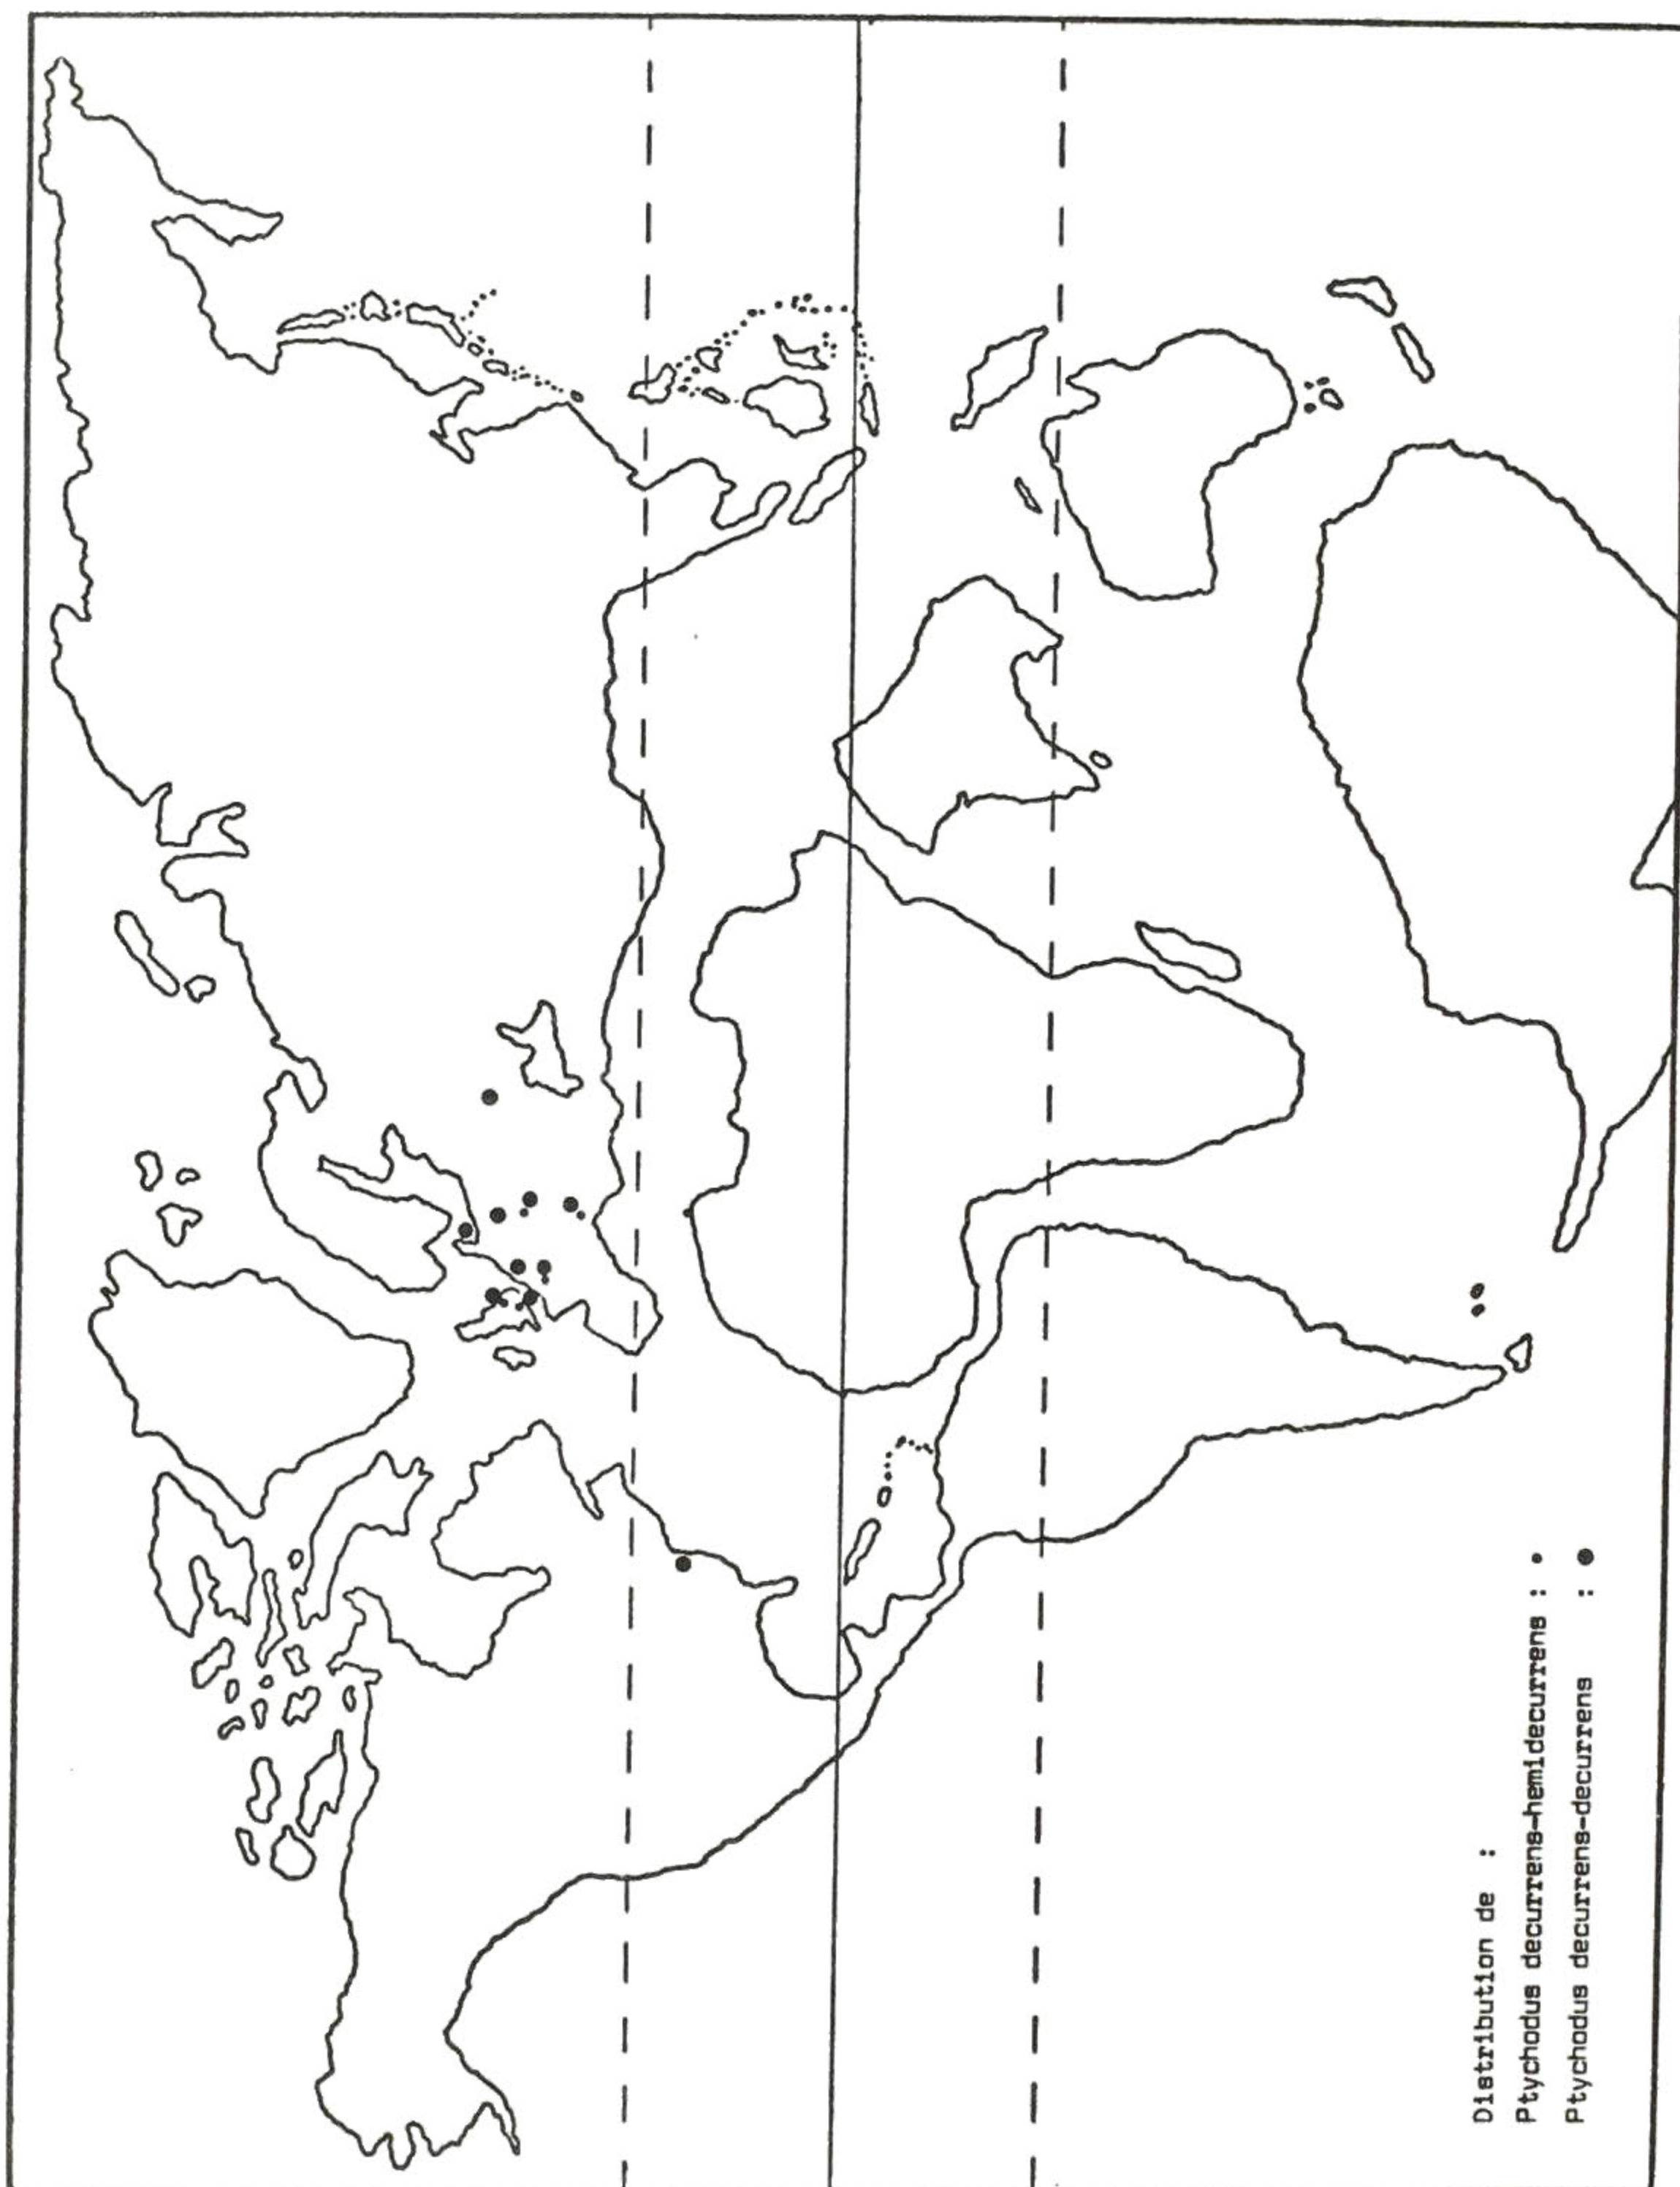 Distribution de :
Ptychodus decurrens-hemidecurrens : •
Ptychodus decurrens-decurrens : ●